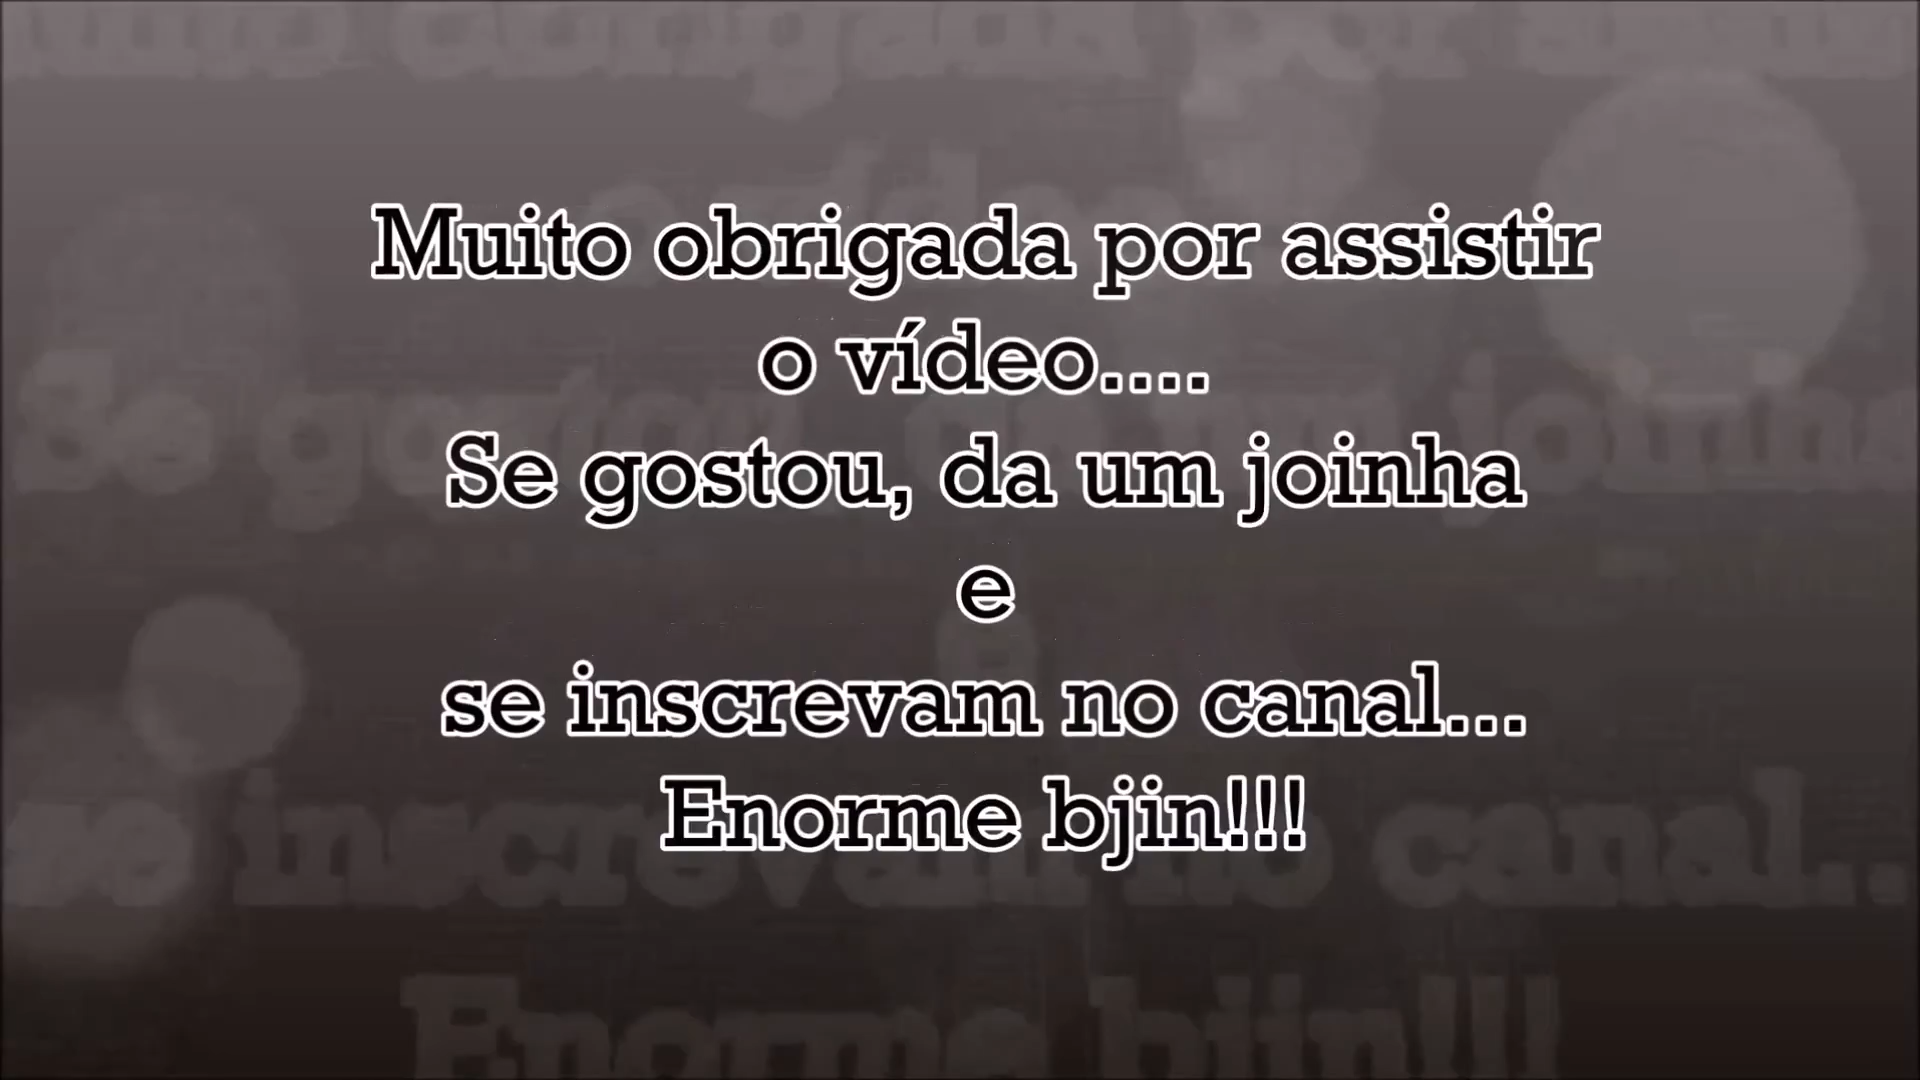 Muito obrigada por assistir
o vídeo....
Se gostou, da um joinha
e
se inscrevam no canal...
Enorme bjin!!!